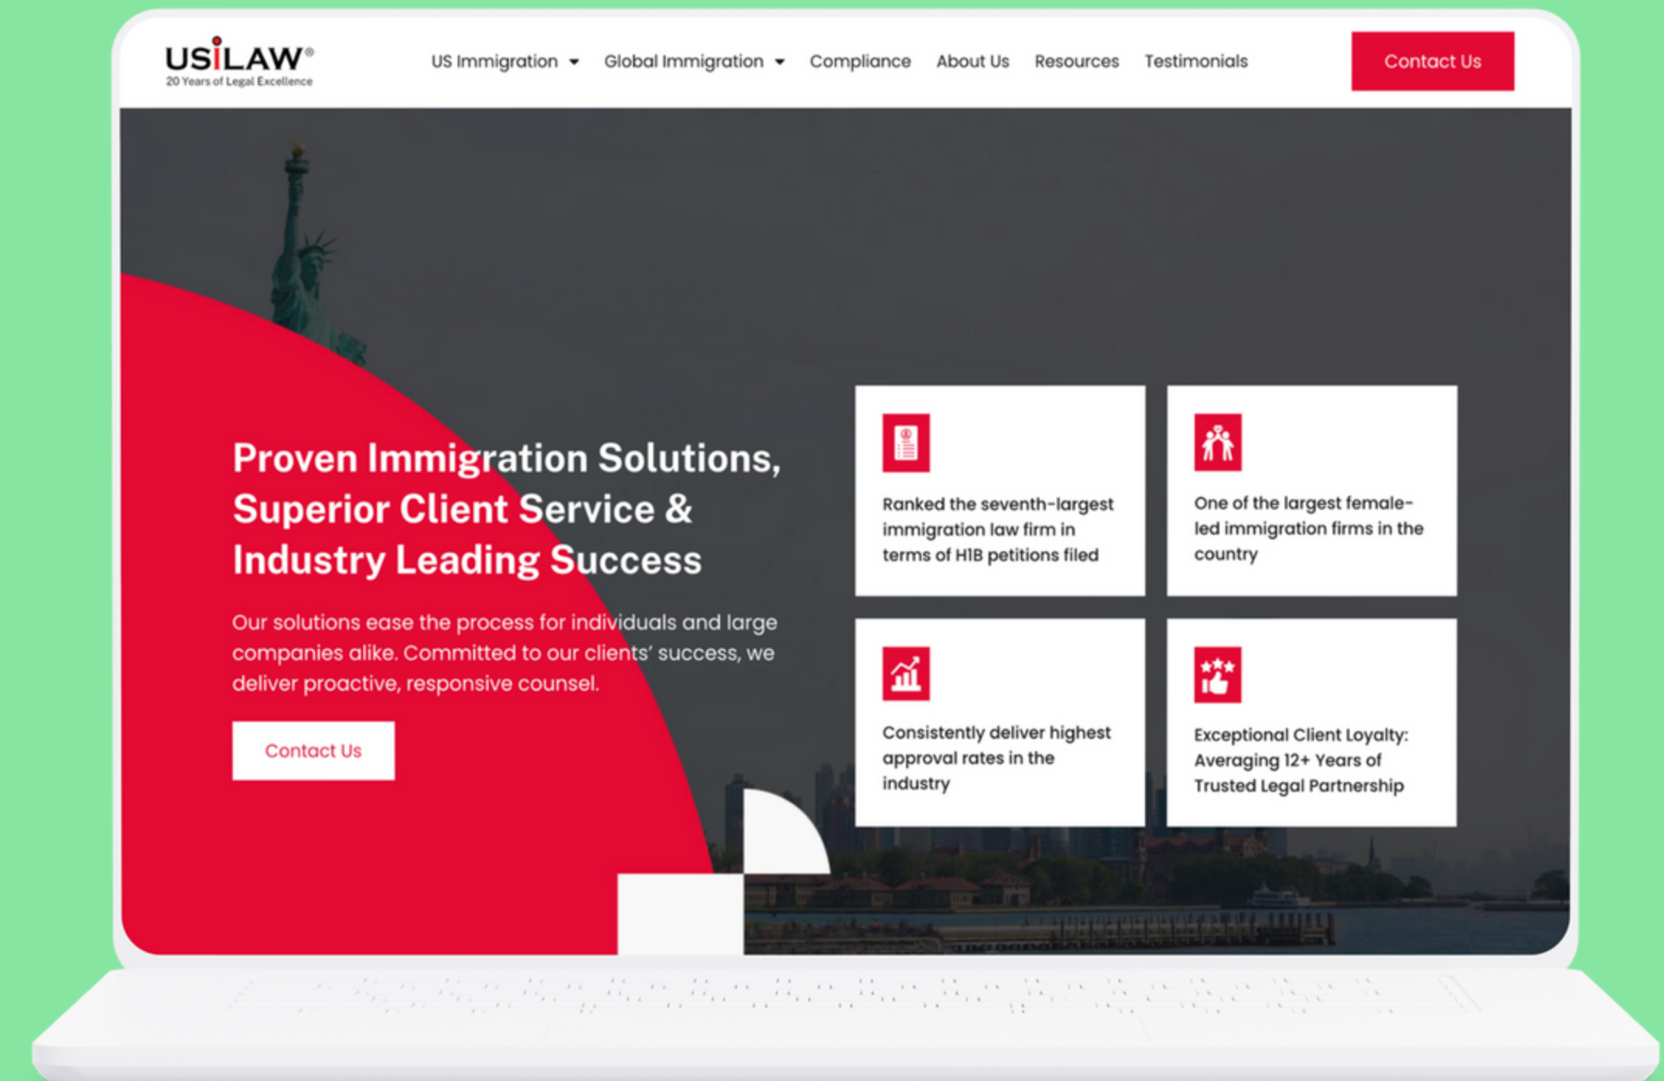 USiLAW®
20 Years of Legal Excellence
US Immigration
Global Immigration
Compliance
About Us
Resources
Testimonials
Contact Us
Proven Immigration Solutions,
Superior Client Service &
Industry Leading Success
Our solutions ease the process for individuals and large
companies alike. Committed to our clients’ success, we
deliver proactive, responsive counsel.
Contact Us
Ranked the seventh-largest
immigration law firm in
terms of H1B petitions filed
One of the largest female-
led immigration firms in the
country
Consistently deliver highest
approval rates in the
industry
Exceptional Client Loyalty:
Averaging 12+ Years of
Trusted Legal Partnership